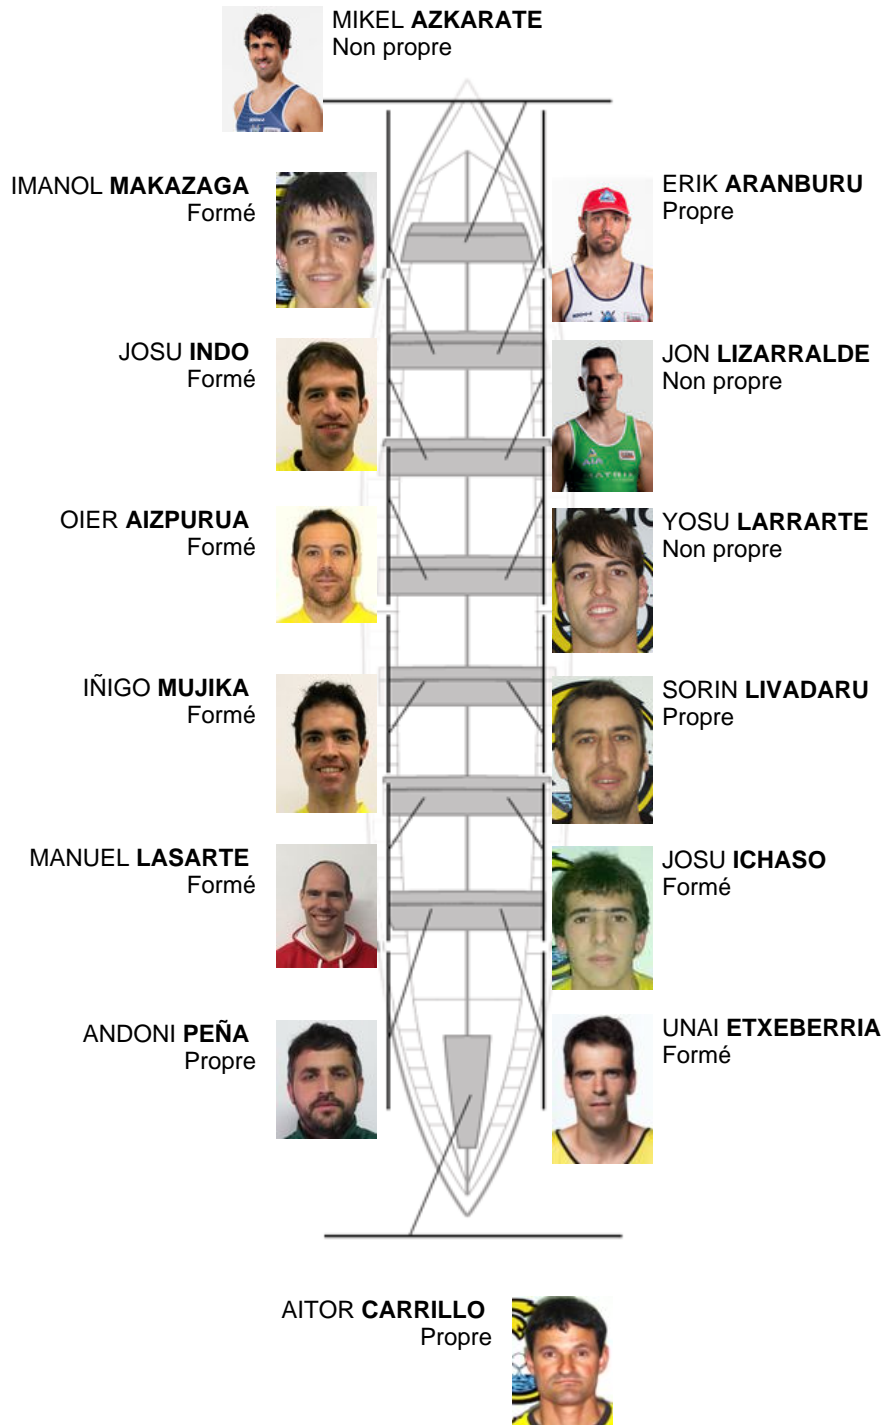 MIKEL AZKARATE
Non propre
IMANOL MAKAZAGA
Formé
ERIK ARANBURU
Propre
JOSU INDO
Formé
JON LIZARRALDE
Non propre
OIER AIZPURUA
Formé
YOSU LARRARTE
Non propre
IÑIGO MUJIKA
Formé
SORIN LIVADARU
Propre
MANUEL LASARTE
Formé
JOSU ICHASO
Formé
ANDONI PEÑA
Propre
UNAI ETXEBERRIA
Formé
AITOR CARRILLO
Propre